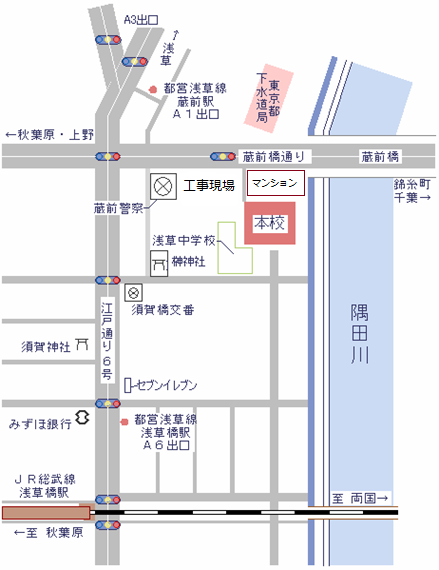 A3出口
↗
浅草
都営浅草線
蔵前駅
A1出口
東京都
下水道局
←秋葉原・上野
蔵前橋通り
蔵前橋
錦糸町
千葉→
工事現場
マンション
蔵前警察
本校
浅草中学校
榊神社
須賀橋交番
江戸通り6号
隅田川
須賀神社
セブンイレブン
みずほ銀行
都営浅草線
浅草橋駅
A6出口
JR総武線
浅草橋駅
至 両国→
←至 秋葉原